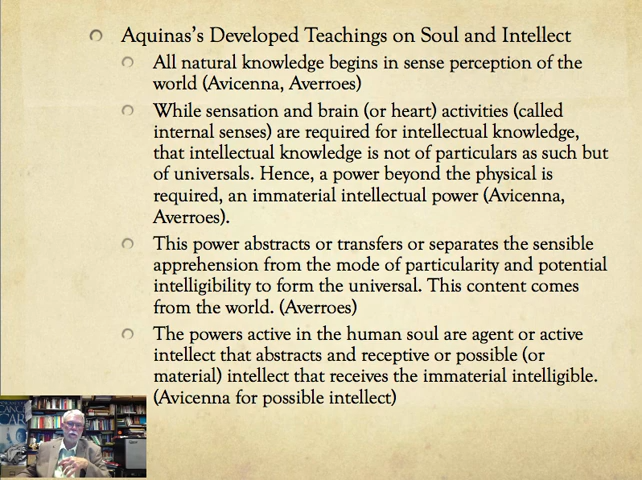 Aquinas's Developed Teachings on Soul and Intellect
All natural knowledge begins in sense perception of the
world (Avicenna, Averroes)
While sensation and brain (or heart) activities (called
internal senses) are required for intellectual knowledge,
that intellectual knowledge is not of particulars as such but
of universals. Hence, a power beyond the physical is
required, an immaterial intellectual power (Avicenna,
Averroes).
This power abstracts or transfers or separates the sensible
apprehension from the mode of particularity and potential
intelligibility to form the universal. This content comes
from the world. (Averroes)
The powers active in the human soul are agent or active
intellect that abstracts and receptive or possible (or
material) intellect that receives the immaterial intelligible.
(Avicenna for possible intellect)